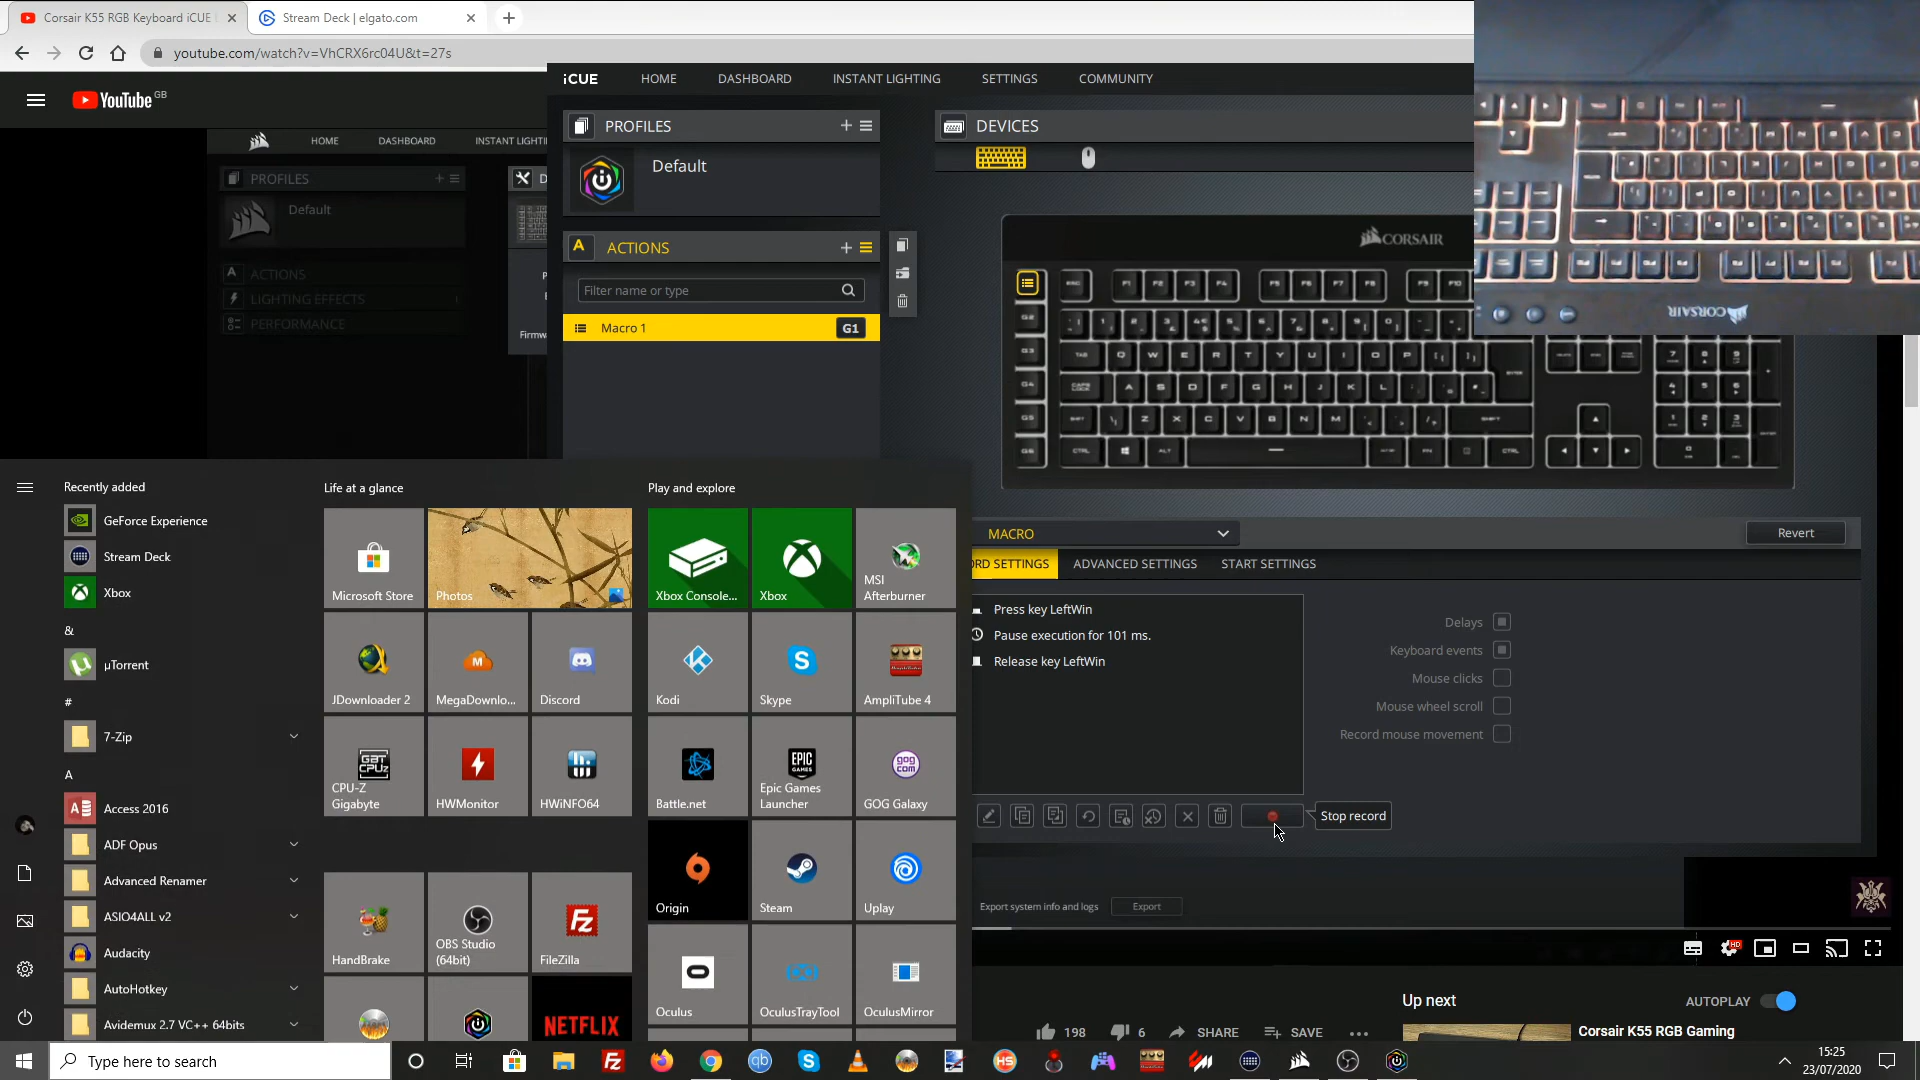 Corsair K55 RGB Keyboard iCUE
Stream Deck | elgato.com
youtube.com/watch?v=VhCRX6rc04U&t=27s
YouTube GB
HOME
DASHBOARD
INSTANT LIGHTI
PROFILES
Default
ACTIONS
LIGHTING EFFECTS
PERFORMANCE
D
Firmw
iCUE
HOME
DASHBOARD
INSTANT LIGHTING
SETTINGS
COMMUNITY
PROFILES
Default
A ACTIONS
Filter name or type
Macro 1
G1
DEVICES
CORSAIR
CORSAIR
MACRO
Revert
ORD SETTINGS
ADVANCED SETTINGS
START SETTINGS
Press key LeftWin
Pause execution for 101 ms.
Release key LeftWin
Delays
Keyboard events
Mouse clicks
Mouse wheel scroll
Record mouse movement
Stop record
Export system info and logs
Export
Up next
AUTOPLAY
198
6
SHARE
SAVE
Corsair K55 RGB Gaming
Recently added
GeForce Experience
Stream Deck
Xbox
&
µTorrent
#
7-Zip
A
Access 2016
ADF Opus
Advanced Renamer
ASIO4ALL v2
Audacity
AutoHotkey
Avidemux 2.7 VC++ 64bits
Life at a glance
Microsoft Store
Photos
JDownloader 2
MegaDownlo...
Discord
CPU-Z
Gigabyte
HWMonitor
HWiNFO64
HandBrake
OBS Studio
(64bit)
FileZilla
NETFLIX
Play and explore
Xbox Console...
Xbox
MSI
Afterburner
Kodi
Skype
AmpliTube 4
Battle.net
Epic Games
Launcher
GOG Galaxy
Origin
Steam
Uplay
Oculus
OculusTrayTool
OculusMirror
Type here to search
15:25
23/07/2020